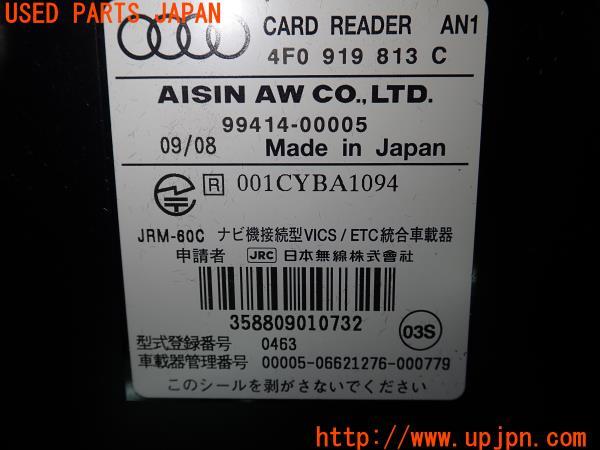 USED PARTS JAPAN
CARD READER AN1
4F0 919 813 C
AISIN AW CO.,LTD.
99414-00005
09/08 Made in Japan
R 001CYBA1094
JRM-60C ナビ機接続型VICS/ETC統合車載器
申請者 JRC 日本無線株式會社
358809010732
03S
型式登録番号 0463
車載器管理番号 00005-06621276-000779
このシールを剥がさないでください
http://www.upjpn.com